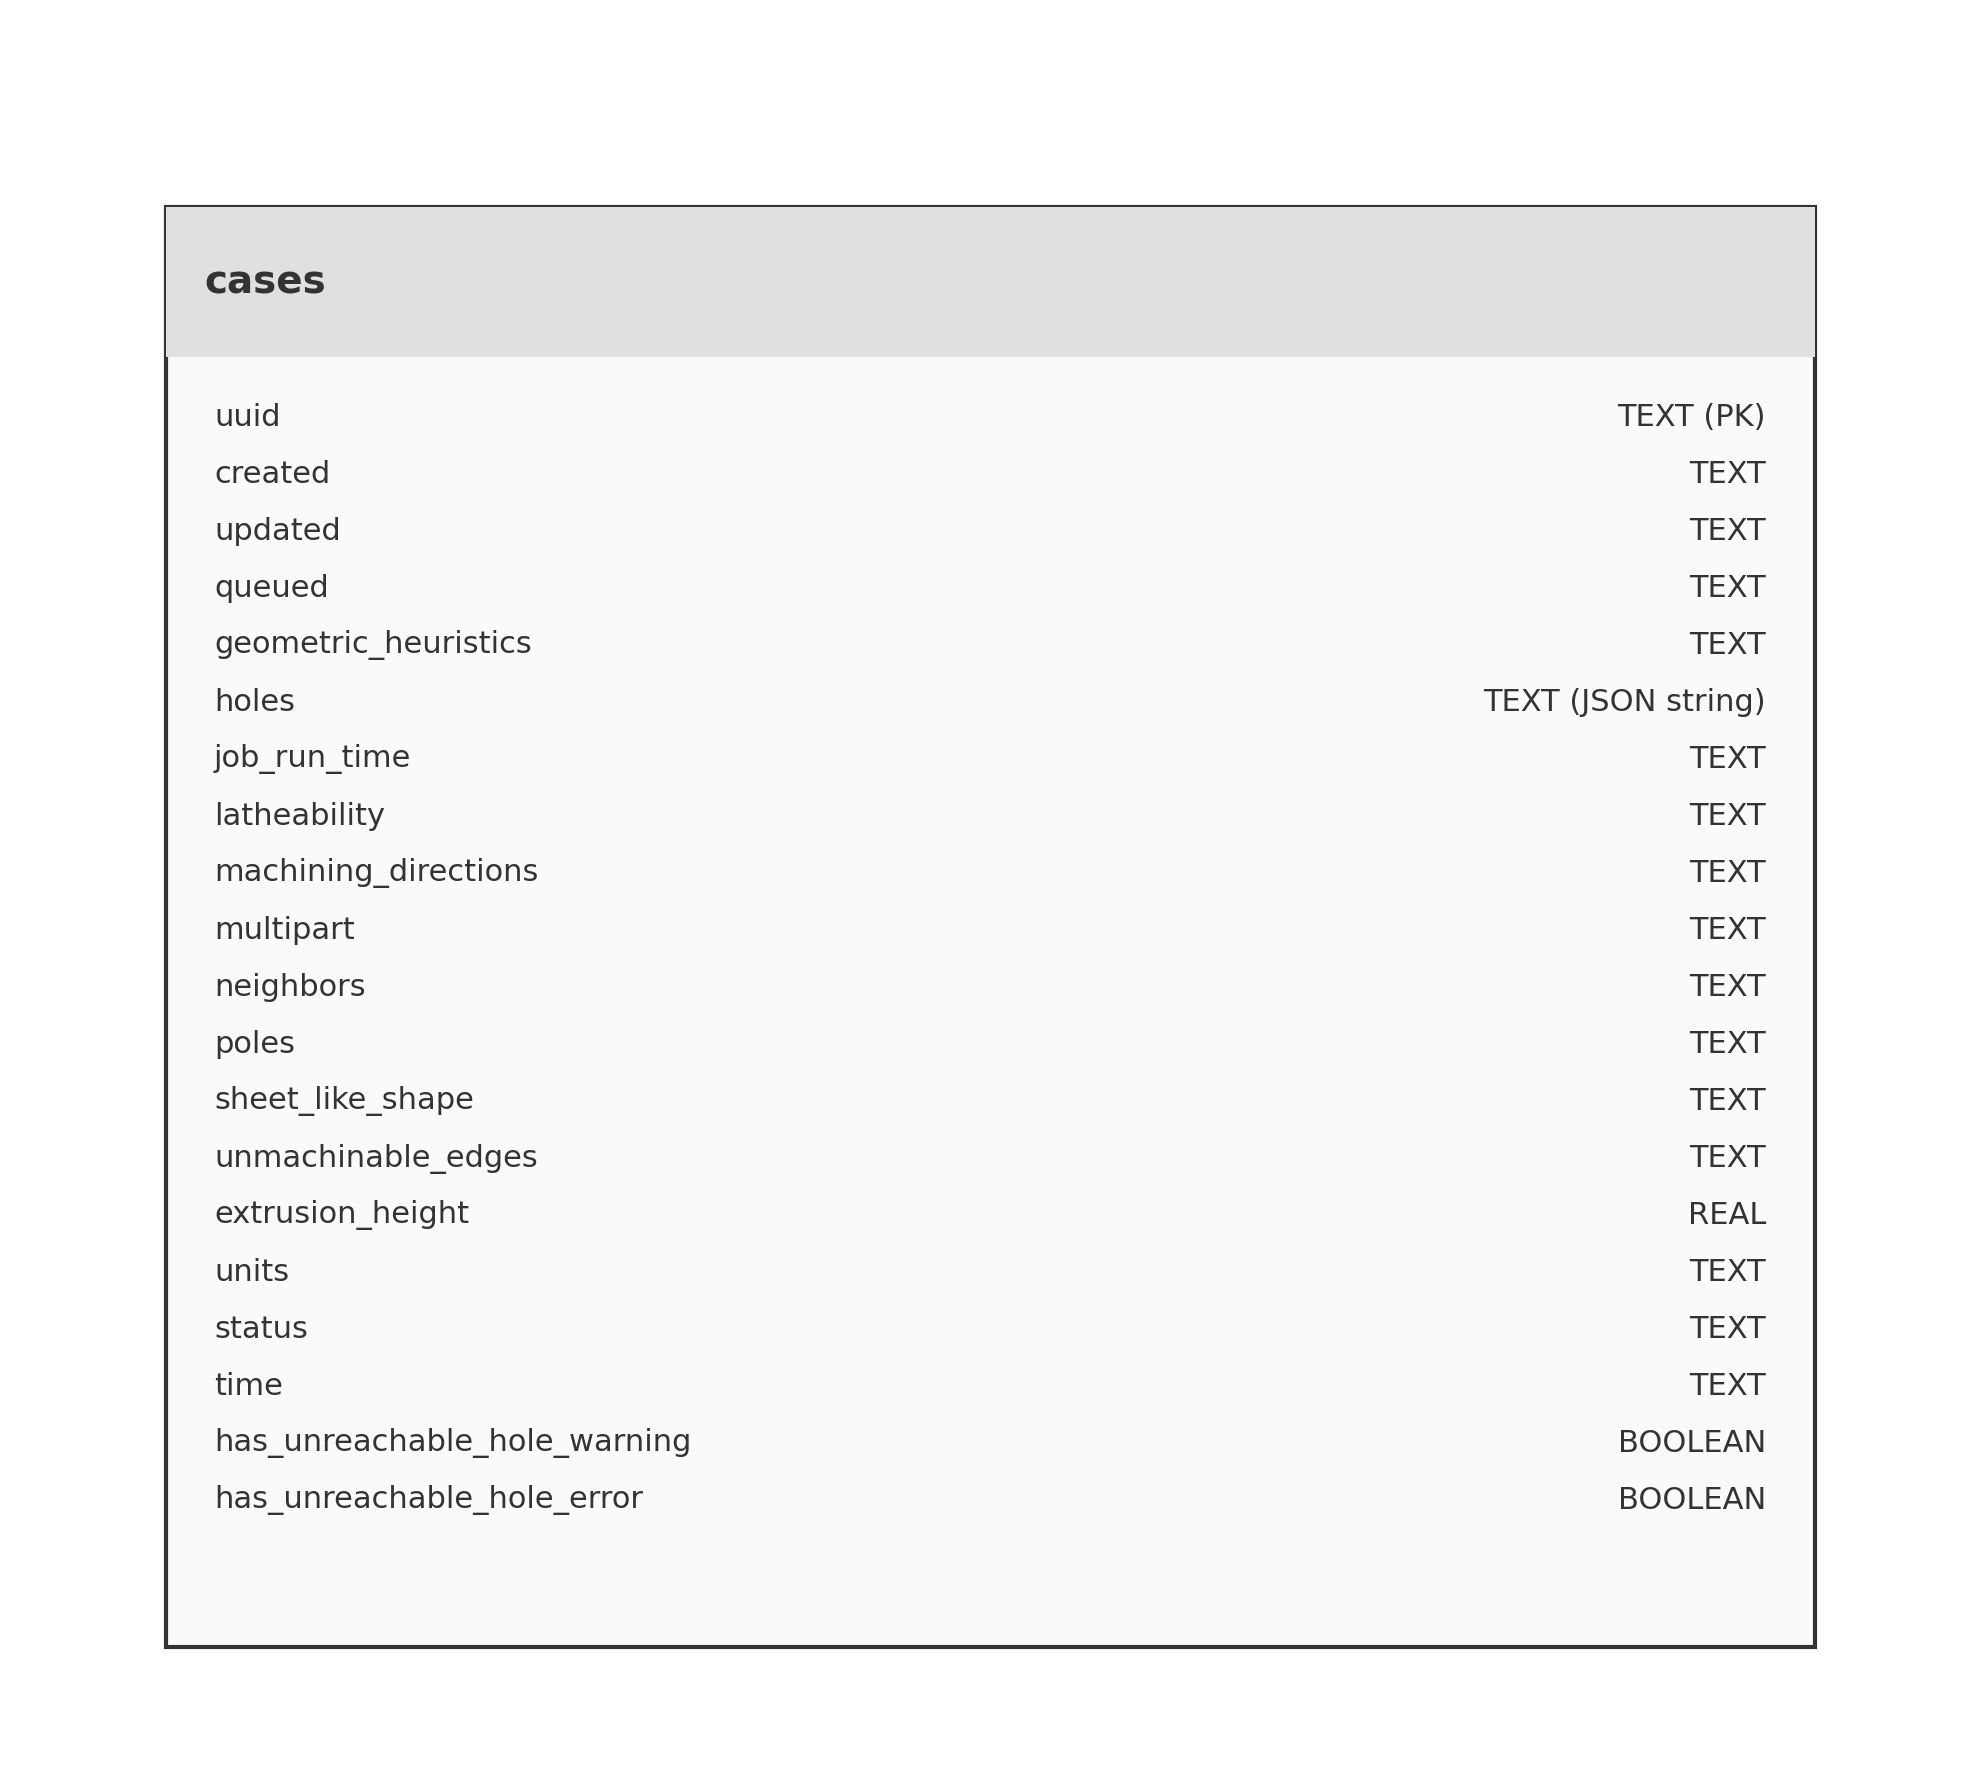 cases
uuid TEXT (PK)
created TEXT
updated TEXT
queued TEXT
geometric_heuristics TEXT
holes TEXT (JSON string)
job_run_time TEXT
latheability TEXT
machining_directions TEXT
multipart TEXT
neighbors TEXT
poles TEXT
sheet_like_shape TEXT
unmachinable_edges TEXT
extrusion_height REAL
units TEXT
status TEXT
time TEXT
has_unreachable_hole_warning BOOLEAN
has_unreachable_hole_error BOOLEAN